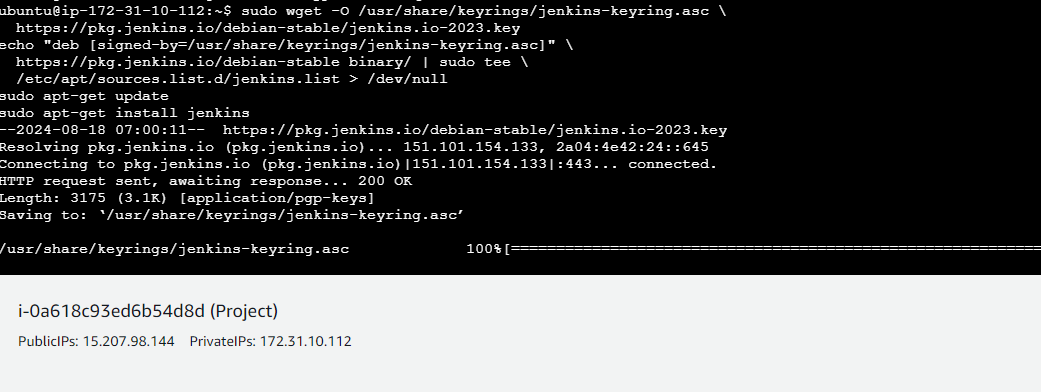 ubuntu@ip-172-31-10-112:~$ sudo wget -O /usr/share/keyrings/jenkins-keyring.asc \
  https://pkg.jenkins.io/debian-stable/jenkins.io-2023.key
echo "deb [signed-by=/usr/share/keyrings/jenkins-keyring.asc]" \
  https://pkg.jenkins.io/debian-stable binary/ | sudo tee \
  /etc/apt/sources.list.d/jenkins.list > /dev/null
sudo apt-get update
sudo apt-get install jenkins
--2024-08-18 07:00:11--  https://pkg.jenkins.io/debian-stable/jenkins.io-2023.key
Resolving pkg.jenkins.io (pkg.jenkins.io)... 151.101.154.133, 2a04:4e42:24::645
Connecting to pkg.jenkins.io (pkg.jenkins.io)|151.101.154.133|:443... connected.
HTTP request sent, awaiting response... 200 OK
Length: 3175 (3.1K) [application/pgp-keys]
Saving to: ‘/usr/share/keyrings/jenkins-keyring.asc’
/usr/share/keyrings/jenkins-keyring.asc 100%[===========================================================
i-0a618c93ed6b54d8d (Project)
PublicIPs: 15.207.98.144 PrivateIPs: 172.31.10.112